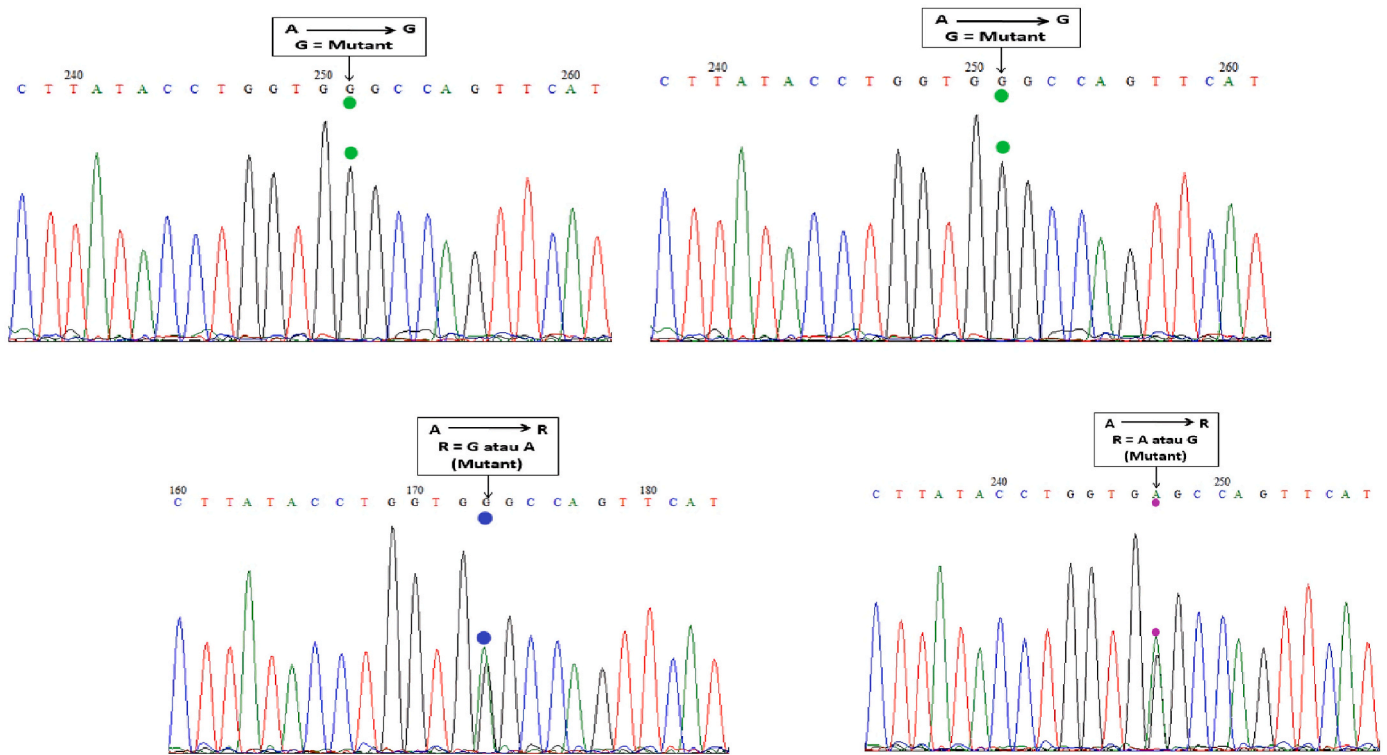 A → G
G = Mutant
240 250 260
C T T A T A C C T G G T G G G C C A G T T C A T
A → G
G = Mutant
240 250 260
C T T A T A C C T G G T G G G C C A G T T C A T
A → R
R = G atau A
(Mutant)
160 170 180
C T T A T A C C T G G T G G G C C A G T T C A T
A → R
R = A atau G
(Mutant)
240 250
C T T A T A C C T G G T G A G C C A G T T C A T